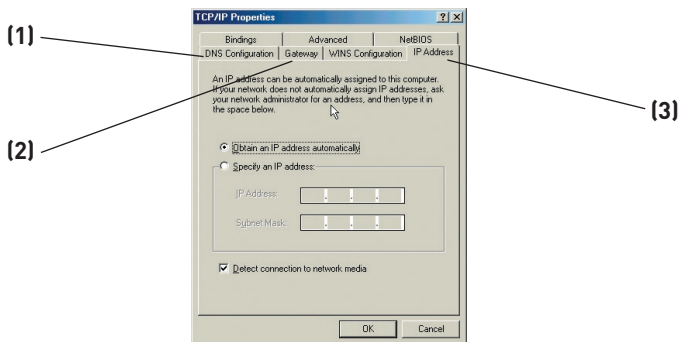 TCP/IP Properties
Bindings Advanced NetBIOS
(1)
DNS Configuration Gateway WINS Configuration IP Address
An IP address can be automatically assigned to this computer.
If your network does not automatically assign IP addresses, ask
your network administrator for an address, and then type it in
the space below.
(3)
(2)
Obtain an IP address automatically
Specify an IP address:
IP Address:
Subnet Mask:
Detect connection to network media
OK Cancel